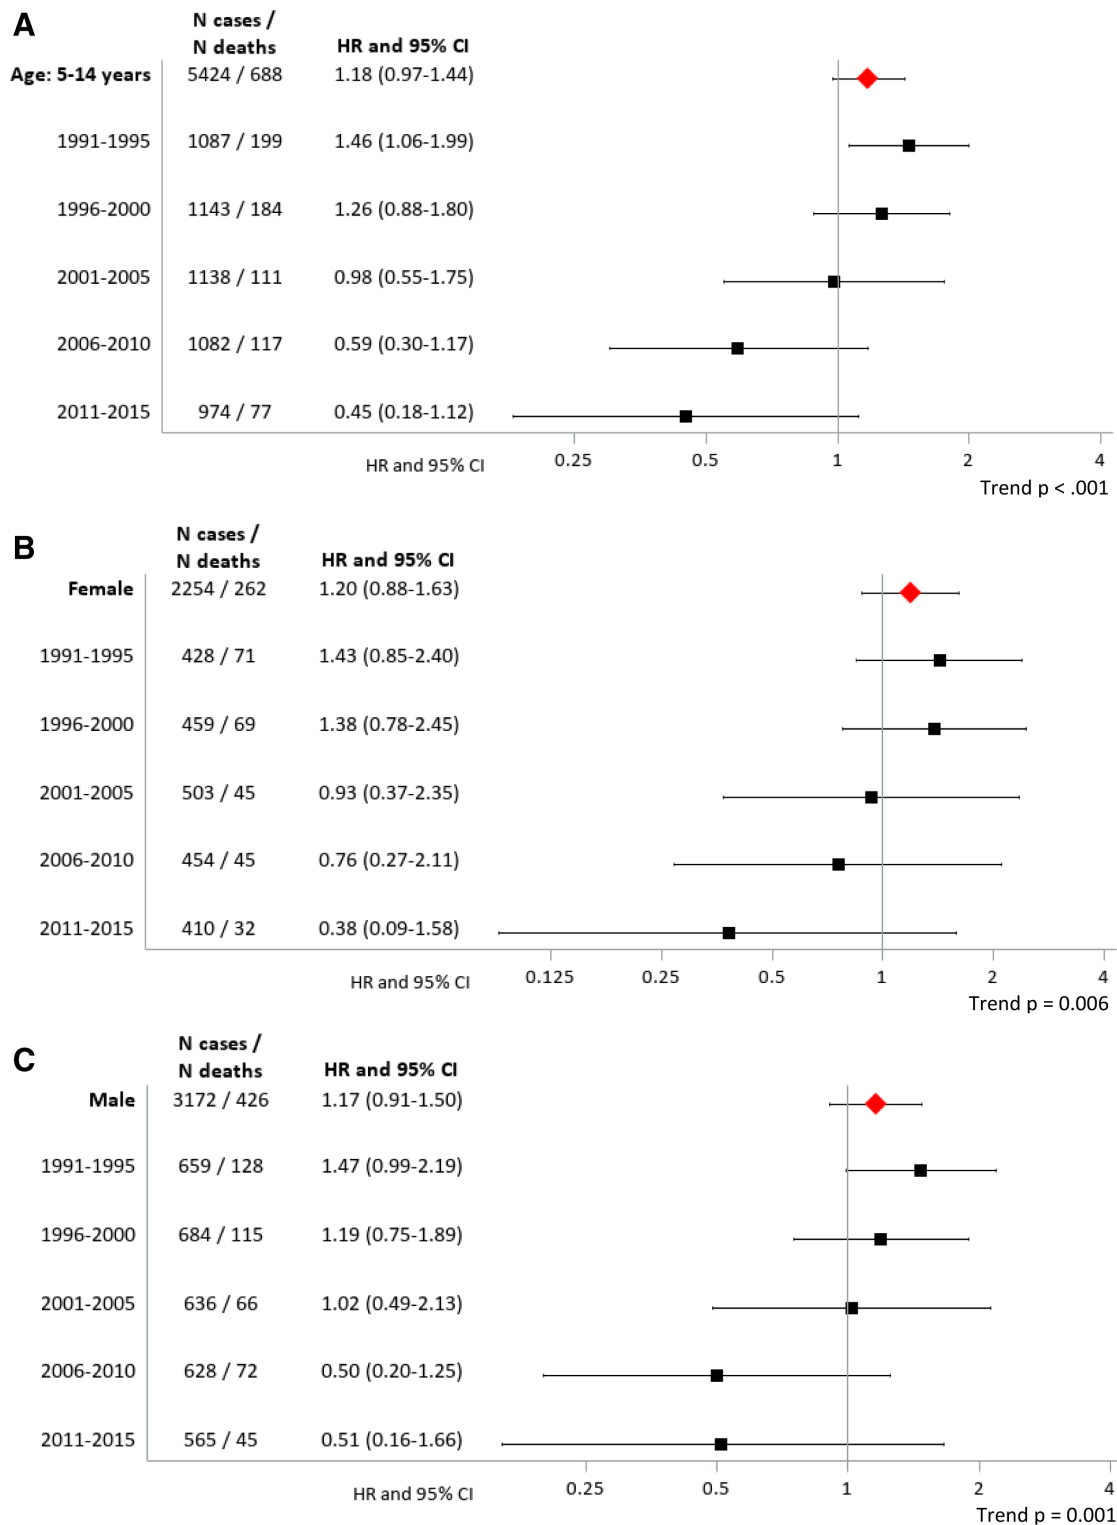 A
N cases /
N deaths HR and 95% CI
Age: 5-14 years 5424 / 688 1.18 (0.97-1.44)
1991-1995 1087 / 199 1.46 (1.06-1.99)
1996-2000 1143 / 184 1.26 (0.88-1.80)
2001-2005 1138 / 111 0.98 (0.55-1.75)
2006-2010 1082 / 117 0.59 (0.30-1.17)
2011-2015 974 / 77 0.45 (0.18-1.12)
HR and 95% CI 0.25 0.5 1 2 4
Trend p < .001
B
N cases /
N deaths HR and 95% CI
Female 2254 / 262 1.20 (0.88-1.63)
1991-1995 428 / 71 1.43 (0.85-2.40)
1996-2000 459 / 69 1.38 (0.78-2.45)
2001-2005 503 / 45 0.93 (0.37-2.35)
2006-2010 454 / 45 0.76 (0.27-2.11)
2011-2015 410 / 32 0.38 (0.09-1.58)
HR and 95% CI 0.125 0.25 0.5 1 2 4
Trend p = 0.006
C
N cases /
N deaths HR and 95% CI
Male 3172 / 426 1.17 (0.91-1.50)
1991-1995 659 / 128 1.47 (0.99-2.19)
1996-2000 684 / 115 1.19 (0.75-1.89)
2001-2005 636 / 66 1.02 (0.49-2.13)
2006-2010 628 / 72 0.50 (0.20-1.25)
2011-2015 565 / 45 0.51 (0.16-1.66)
HR and 95% CI 0.25 0.5 1 2 4
Trend p = 0.001